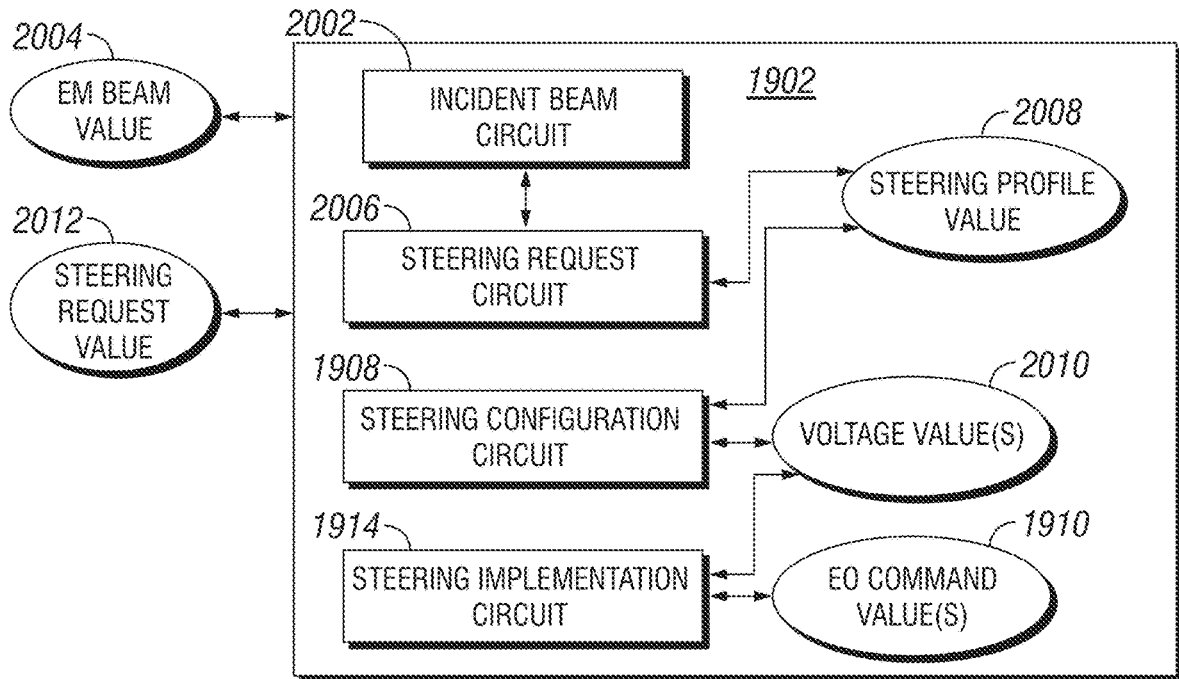 2004
EM BEAM
VALUE
2012
STEERING
REQUEST
VALUE
2002
INCIDENT BEAM
CIRCUIT
1902
2006
STEERING REQUEST
CIRCUIT
2008
STEERING PROFILE
VALUE
1908
STEERING CONFIGURATION
CIRCUIT
2010
VOLTAGE VALUE(S)
1914
STEERING IMPLEMENTATION
CIRCUIT
1910
EO COMMAND
VALUE(S)